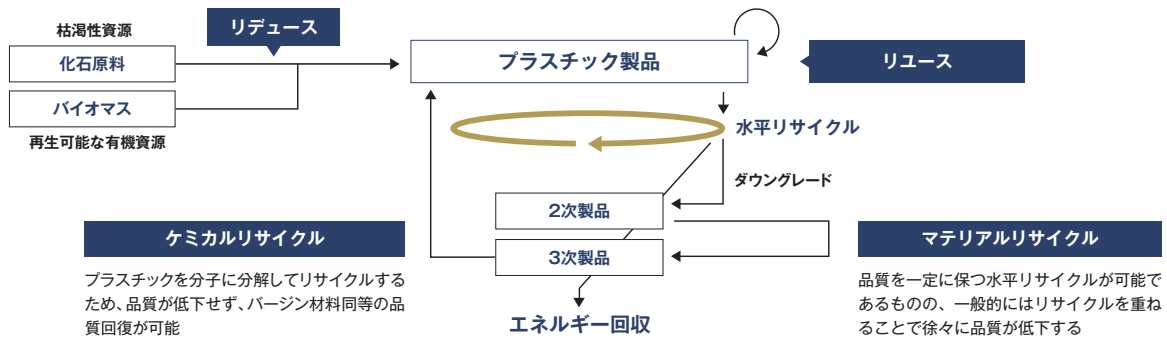 枯渇性資源
リデュース
化石原料
プラスチック製品
リユース
バイオマス
再生可能な有機資源
水平リサイクル
ダウングレード
2次製品
ケミカルリサイクル
マテリアルリサイクル
3次製品
プラスチックを分子に分解してリサイクルする
ため、品質が低下せず、バージン材料同等の品
質回復が可能
品質を一定に保つ水平リサイクルが可能で
あるものの、一般的にはリサイクルを重ね
ることで徐々に品質が低下する
エネルギー回収